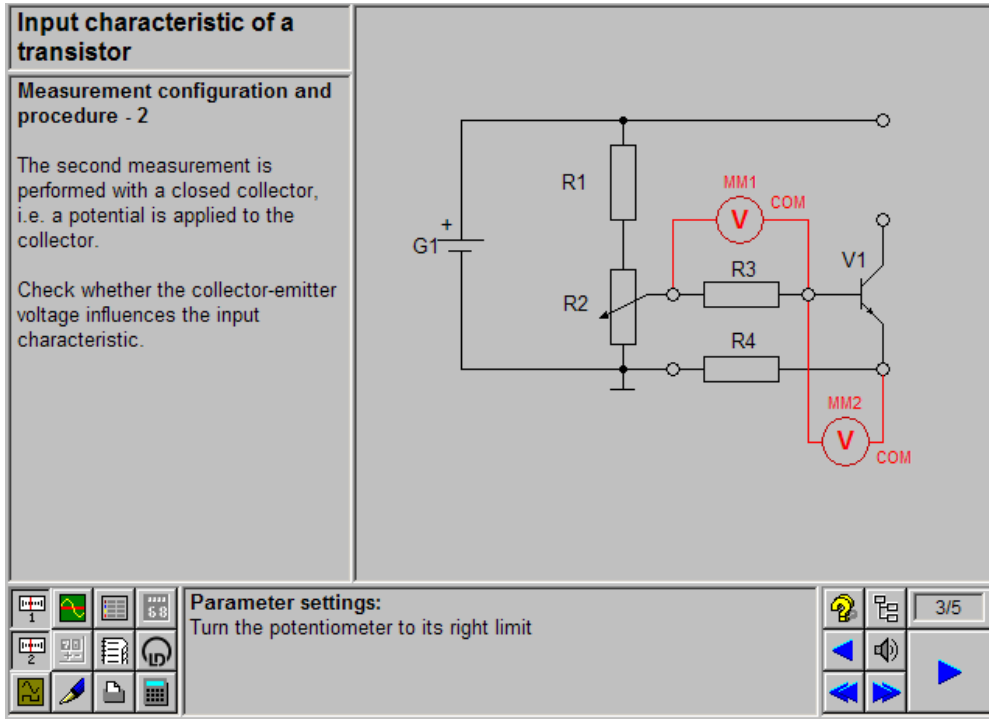 Input characteristic of a
transistor
Measurement configuration and
procedure - 2
The second measurement is
performed with a closed collector,
i.e. a potential is applied to the
collector.
Check whether the collector-emitter
voltage influences the input
characteristic.
R1
MM1
COM
V
+
G1
R3
V1
R2
R4
MM2
V
COM
1
68
2
Parameter settings:
Turn the potentiometer to its right limit
3/5